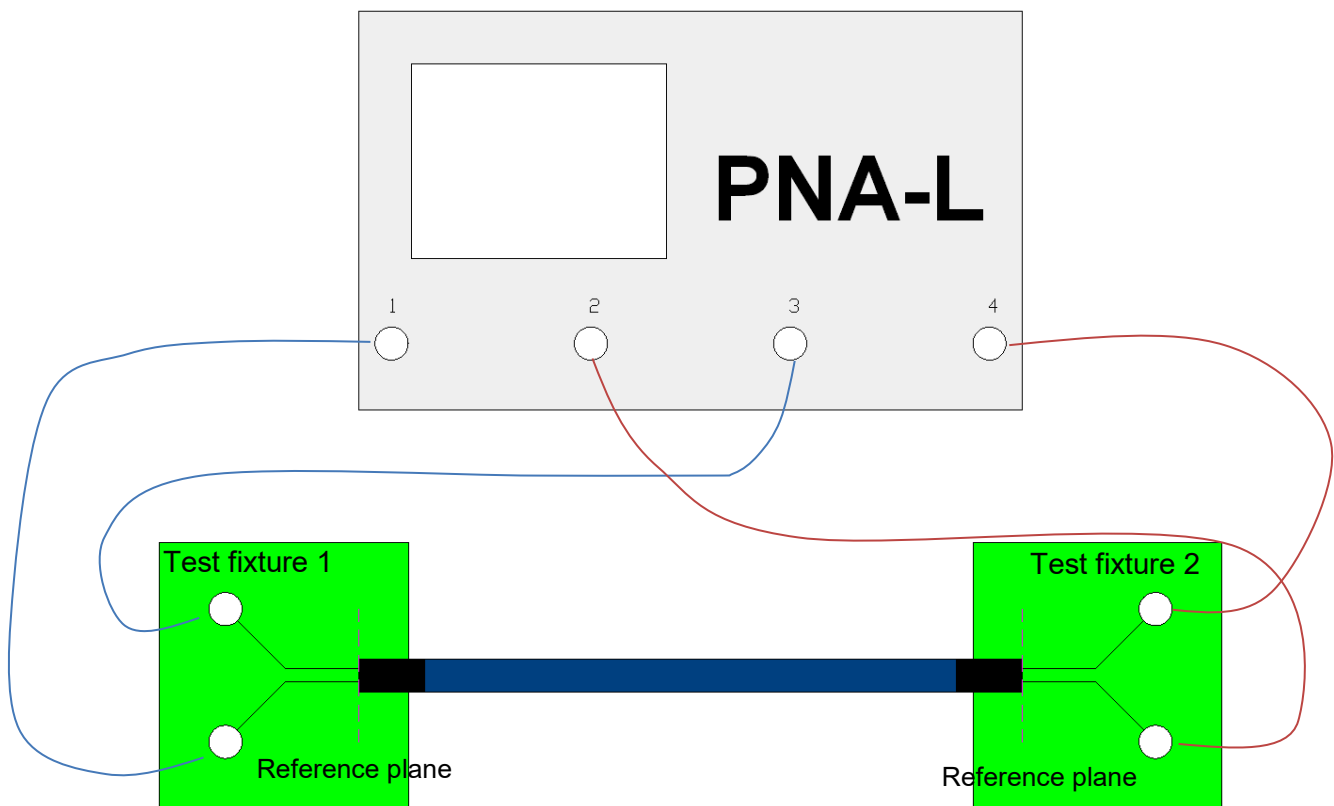 PNA-L
1 2 3 4
Test fixture 1
Test fixture 2
Reference plane
Reference plane